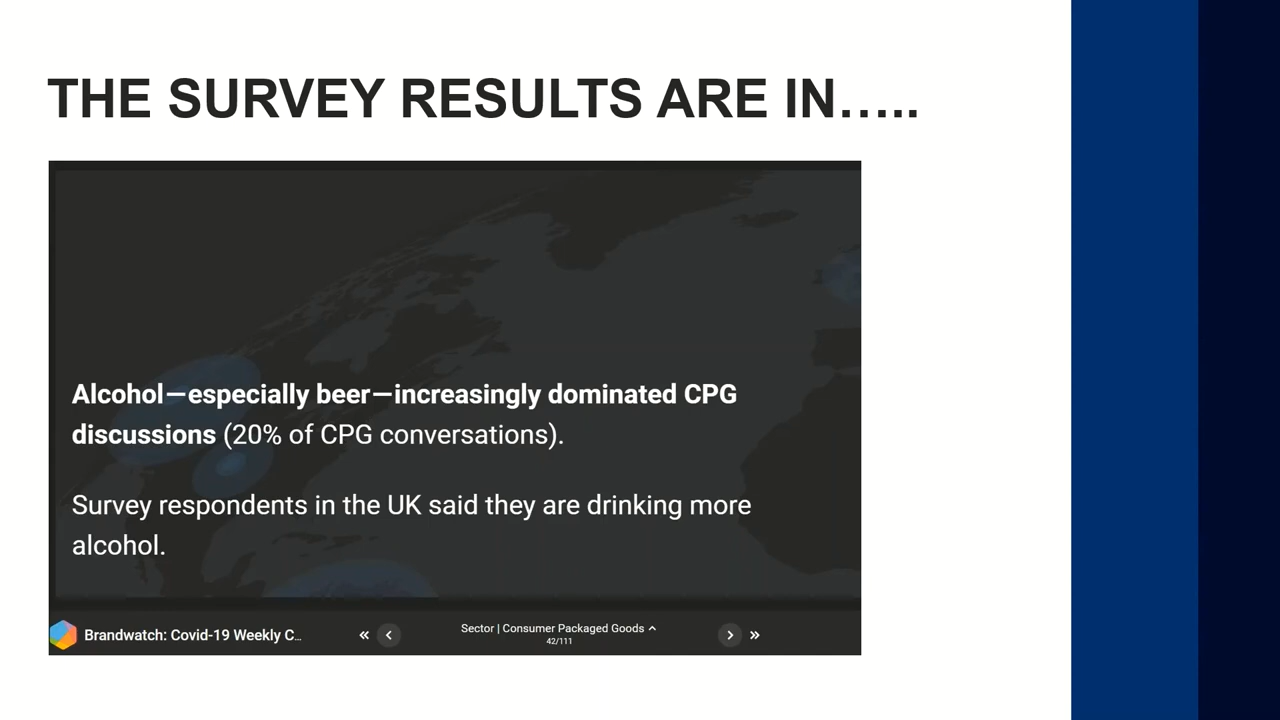 THE SURVEY RESULTS ARE IN…..
Alcohol—especially beer—increasingly dominated CPG
discussions (20% of CPG conversations).
Survey respondents in the UK said they are drinking more
alcohol.
Brandwatch: Covid-19 Weekly C...
Sector | Consumer Packaged Goods
42/111